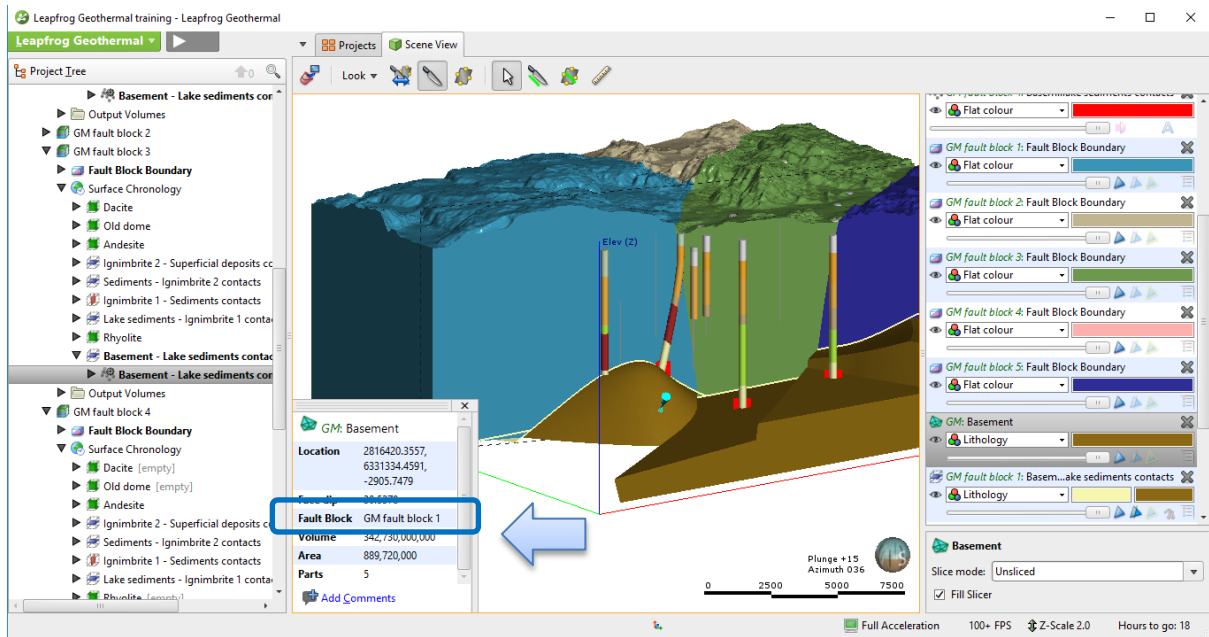 Leapfrog Geothermal training - Leapfrog Geothermal
Leapfrog Geothermal
Projects
Scene View
Project Tree
0
Look
Basement - Lake sediments con
Output Volumes
GM fault block 2
GM fault block 3
Fault Block Boundary
Surface Chronology
Dacite
Old dome
Andesite
Ignimbrite 2 - Superficial deposits cc
Sediments - Ignimbrite 2 contacts
Ignimbrite 1 - Sediments contacts
Lake sediments - Ignimbrite 1 conta
Rhyolite
Basement - Lake sediments contac
Basement - Lake sediments con
Output Volumes
GM fault block 4
Fault Block Boundary
Surface Chronology
Dacite [empty]
Old dome [empty]
Andesite
Ignimbrite 2 - Superficial deposits c
Sediments - Ignimbrite 2 contacts
Ignimbrite 1 - Sediments contacts
Lake sediments - Ignimbrite 1 conta
Rhyolite [empty]
Elev (Z)
GM: Basement
Location 2816420.3557,
6331334.4591,
-2905.7479
Face dip
Fault Block GM fault block 1
Volume 342,730,000,000
Area 889,720,000
Parts 5
Add Comments
Plunge +15
Azimuth 036
0 2500 5000 7500
Flat colour
A
GM fault block 1: Fault Block Boundary
Flat colour
GM fault block 2: Fault Block Boundary
Flat colour
GM fault block 3: Fault Block Boundary
Flat colour
GM fault block 4: Fault Block Boundary
Flat colour
GM fault block 5: Fault Block Boundary
Flat colour
GM: Basement
Lithology
GM fault block 1: Basem...ake sediments contacts
Lithology
Basement
Slice mode: Unsliced
Fill Slicer
Full Acceleration
100+ FPS
Z-Scale 2.0
Hours to go: 18